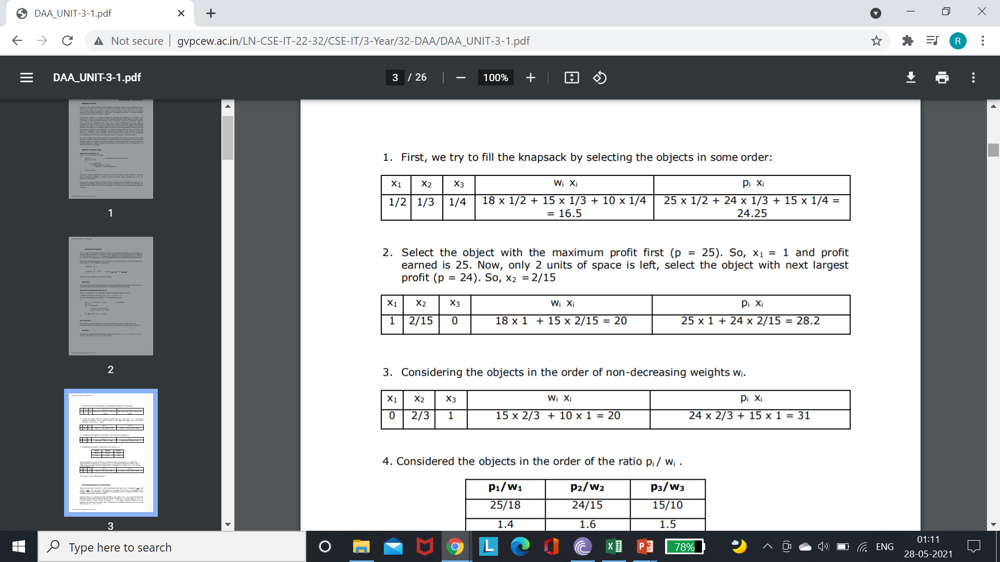 DAA_UNIT-3-1.pdf
Not secure
gvpcew.ac.in/LN-CSE-IT-22-32/CSE-IT/3-Year/32-DAA/DAA_UNIT-3-1.pdf
R
DAA_UNIT-3-1.pdf
3 / 26
100%
1
2
3
1. First, we try to fill the knapsack by selecting the objects in some order:
x1 x2 x3 wi xi pi xi
1/2 1/3 1/4 18 x 1/2 + 15 x 1/3 + 10 x 1/4 25 x 1/2 + 24 x 1/3 + 15 x 1/4 =
= 16.5 24.25
2. Select the object with the maximum profit first (p = 25). So, x1 = 1 and profit
earned is 25. Now, only 2 units of space is left, select the object with next largest
profit (p = 24). So, x2 = 2/15
x1 x2 x3 wi xi pi xi
1 2/15 0 18 x 1 + 15 x 2/15 = 20 25 x 1 + 24 x 2/15 = 28.2
3. Considering the objects in the order of non-decreasing weights wi.
x1 x2 x3 wi xi pi xi
0 2/3 1 15 x 2/3 + 10 x 1 = 20 24 x 2/3 + 15 x 1 = 31
4. Considered the objects in the order of the ratio pi / wi .
p1/w1 p2/w2 p3/w3
25/18 24/15 15/10
1.4 1.6 1.5
Type here to search
L
78%
ENG
01:11
28-05-2021